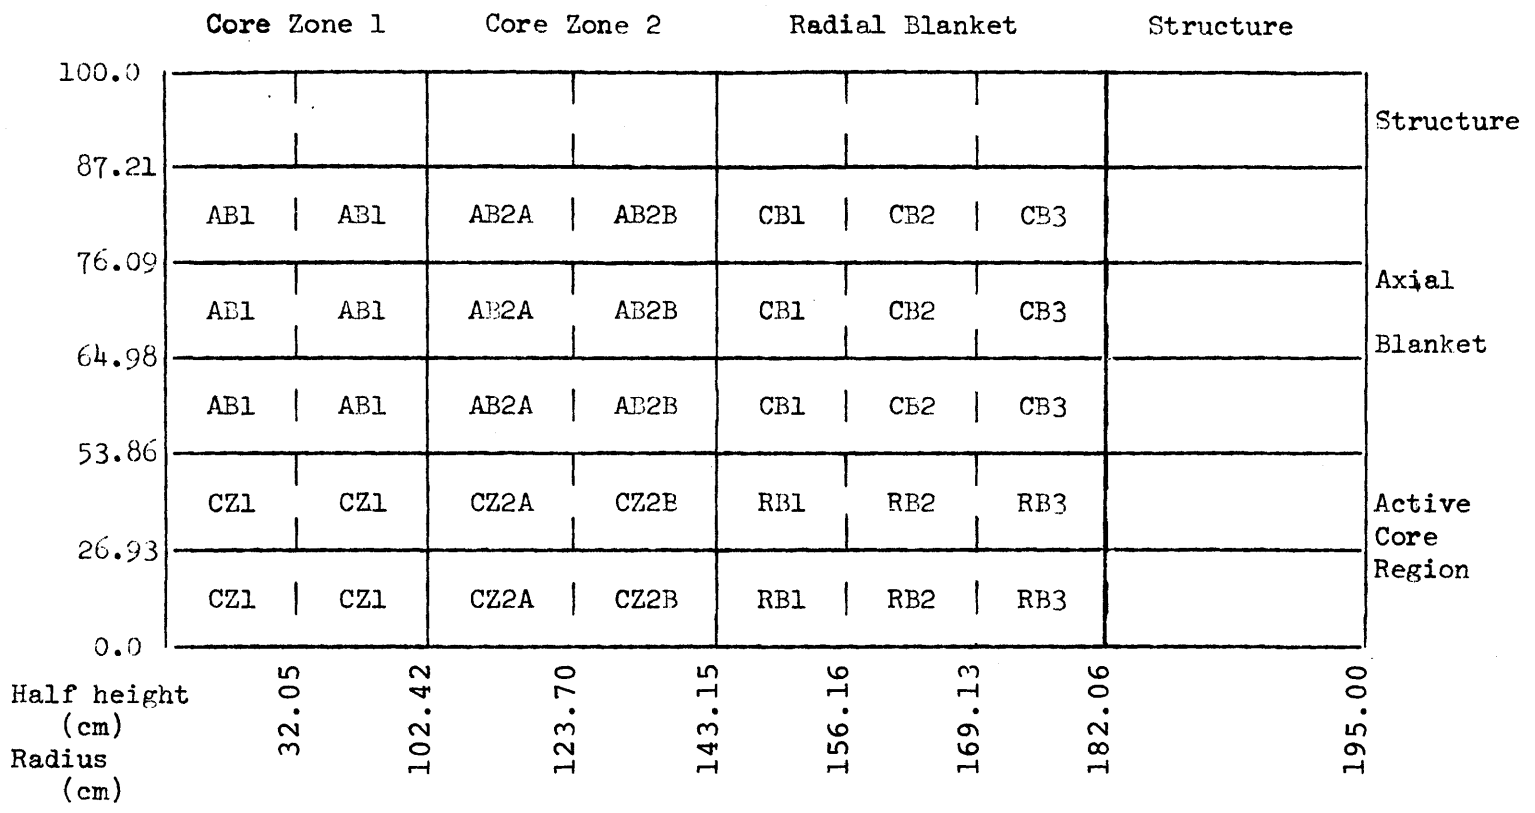 Core Zone 1 Core Zone 2 Radial Blanket Structure
100.0
Structure
87.21
AB1 AB1 AB2A AB2B CB1 CB2 CB3
76.09
Axial
AB1 AB1 AB2A AB2B CB1 CB2 CB3
Blanket
64.98
AB1 AB1 AB2A AB2B CB1 CB2 CB3
53.86
CZ1 CZ1 CZ2A CZ2B RB1 RB2 RB3 Active
Core
26.93
Region
CZ1 CZ1 CZ2A CZ2B RB1 RB2 RB3
0.0
Half height
(cm)
Radius
(cm)
32.05 102.42 123.70 143.15 156.16 169.13 182.06 195.00